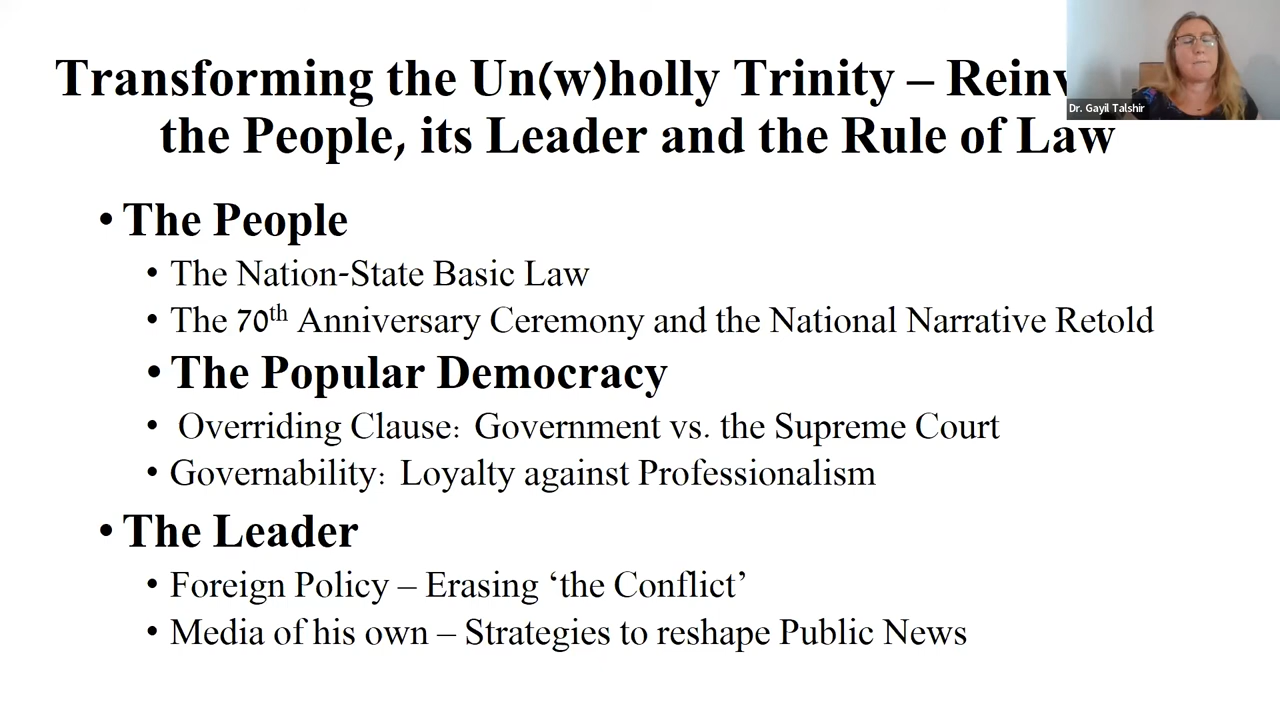 Transforming the Un(w)holly Trinity –
the People, its Leader and the Rule of Law
Dr. Gayil Talshir
• The People
• The Nation-State Basic Law
• The 70th Anniversary Ceremony and the National Narrative Retold
• The Popular Democracy
• Overriding Clause: Government vs. the Supreme Court
• Governability: Loyalty against Professionalism
• The Leader
• Foreign Policy – Erasing ‘the Conflict’
• Media of his own – Strategies to reshape Public News